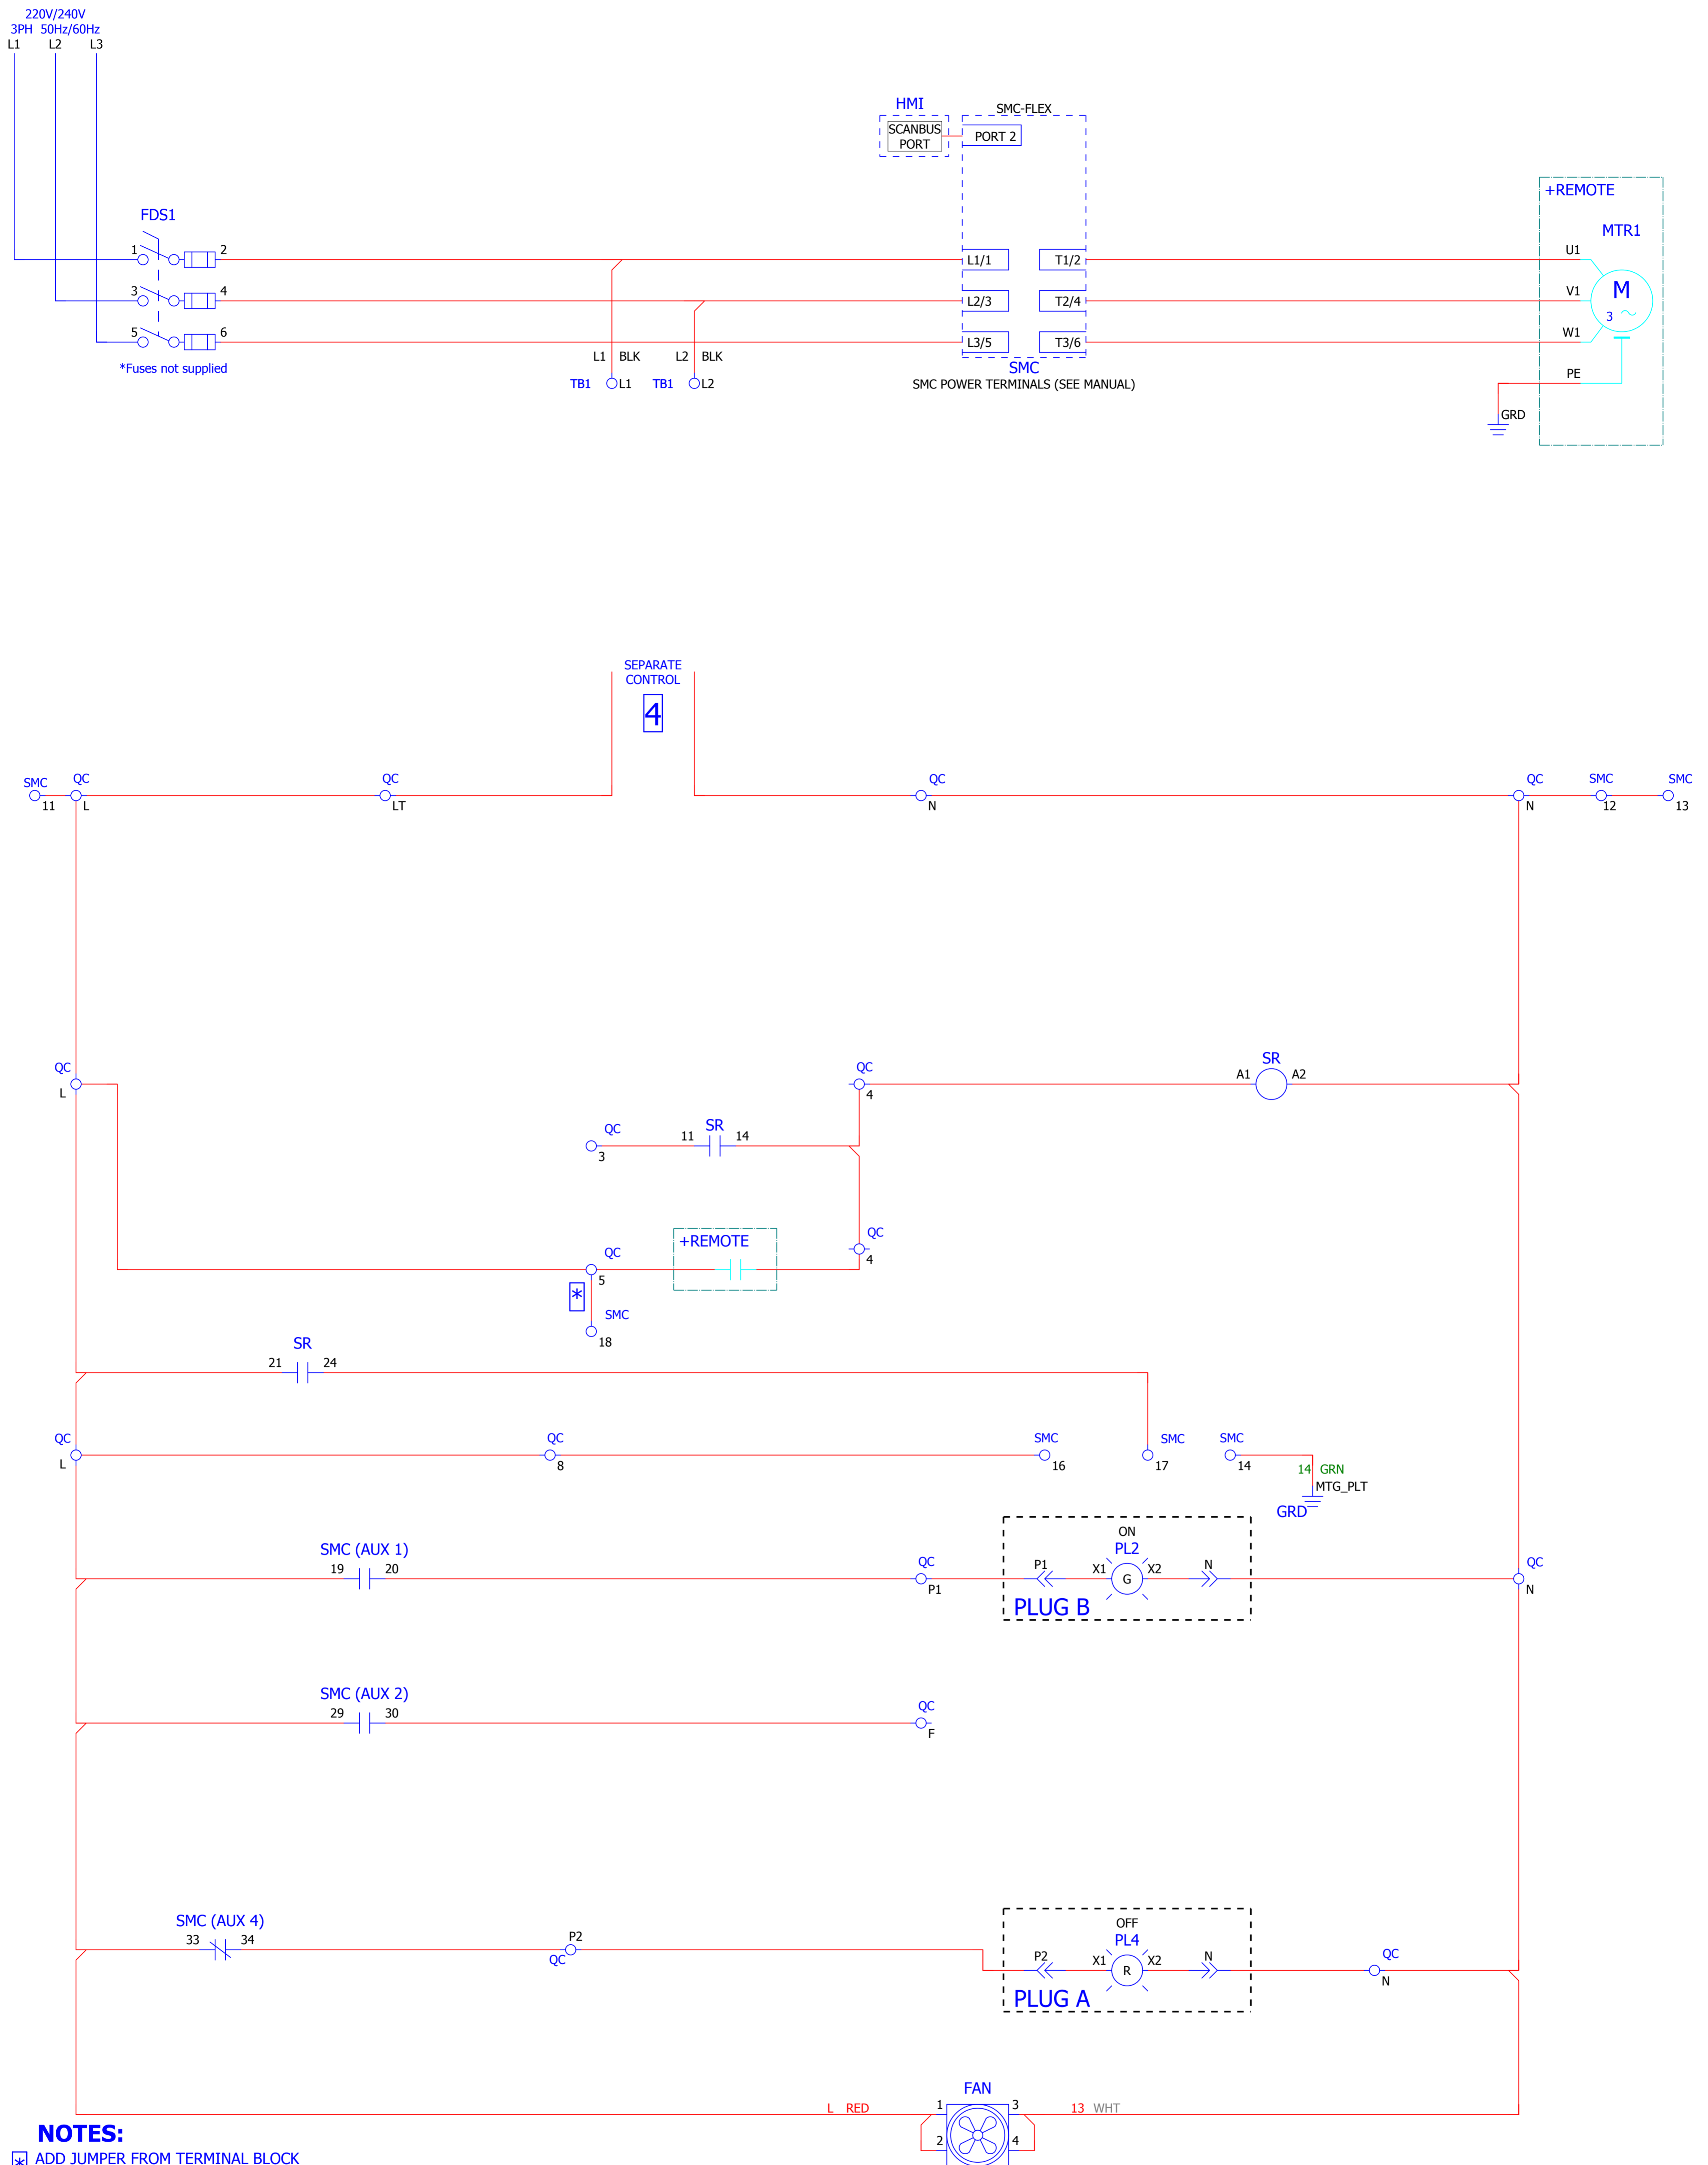 220V/240V
3PH 50Hz/60Hz
L1 L2 L3
HMI
SMC-FLEX
SCANBUS
PORT
PORT 2
+REMOTE
MTR1
FDS1
1 2
L1/1 T1/2
U1
3 4
L2/3 T2/4
V1
M
3
5 6
L3/5 T3/6
W1
*Fuses not supplied
L1 BLK L2 BLK
SMC
PE
TB1 L1 TB1 L2
SMC POWER TERMINALS (SEE MANUAL)
GRD
SEPARATE
CONTROL
4
SMC QC QC QC QC SMC SMC
11 L LT N N 12 13
QC QC SR
L 4 A1 A2
QC SR
3 11 14
QC
4
+REMOTE
QC
5
*
SMC
18
SR
21 24
QC QC SMC SMC SMC
L 8 16 17 14
14 GRN
MTG_PLT
GRD
ON
PL2
SMC (AUX 1)
19 20
QC
P1
P1 X1 G X2 N
QC
N
PLUG B
SMC (AUX 2)
29 30
QC
F
SMC (AUX 4)
33 34
P2
QC
OFF
PL4
P2 X1 R X2 N
QC
N
PLUG A
FAN
L RED 1 3 13 WHT
2 4
NOTES:
* ADD JUMPER FROM TERMINAL BLOCK